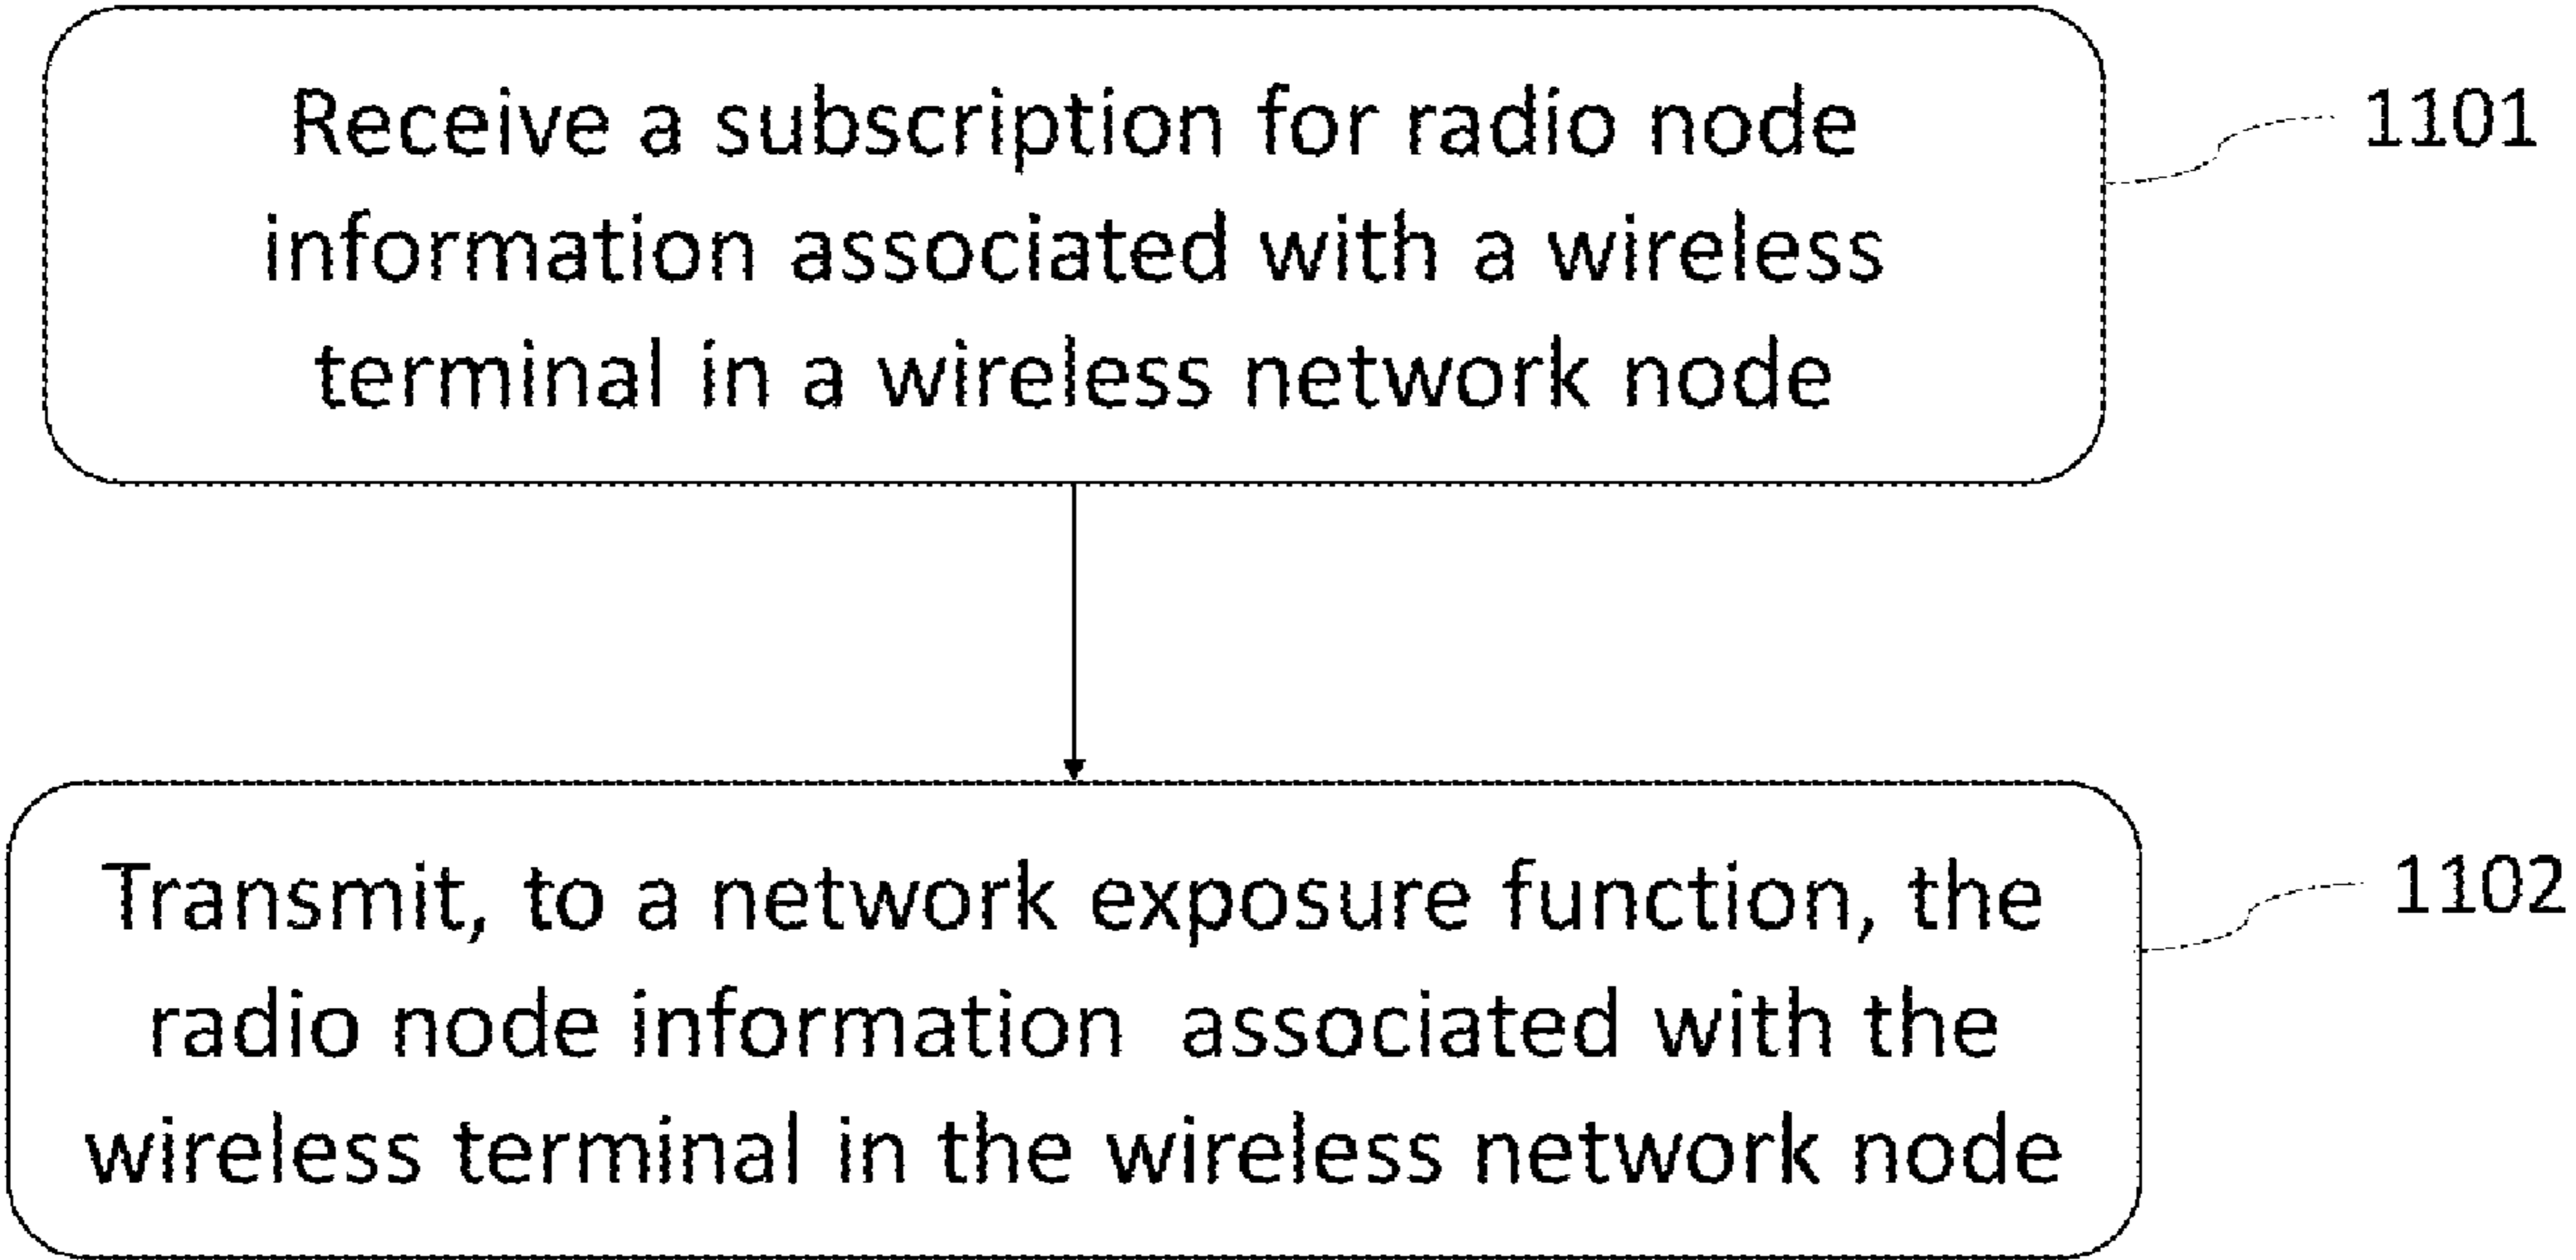 Receive a subscription for radio node
information associated with a wireless
terminal in a wireless network node
1101
Transmit, to a network exposure function, the
radio node information  associated with the
wireless terminal in the wireless network node
1102